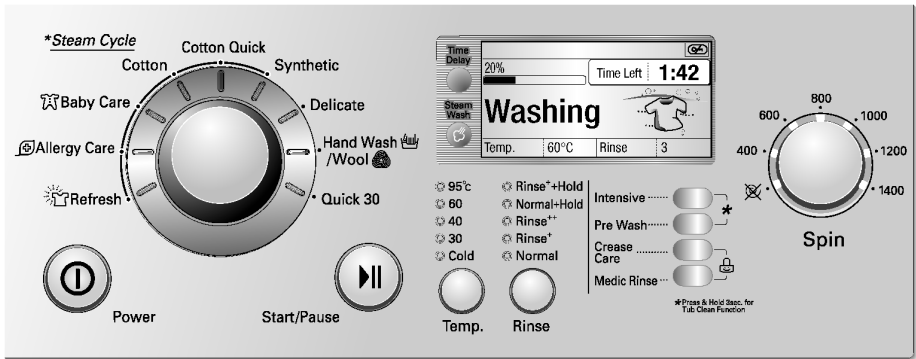 *Steam Cycle
Cotton Quick
Cotton
Synthetic
Baby Care
Delicate
Allergy Care
Hand Wash
/Wool
Refresh
Quick 30
Power
Start/Pause
Time
Delay
Steam
Wash
20%
Time Left
1:42
Washing
Temp.
60°C
Rinse
3
95°c
60
40
30
Cold
Temp.
Rinse⁺+Hold
Normal+Hold
Rinse⁺⁺
Rinse⁺
Normal
Rinse
Intensive
Pre Wash
*
Crease
Care
Medic Rinse
*Press & Hold 3sec. for
Tub Clean Function
400
600
800
1000
1200
1400
Spin